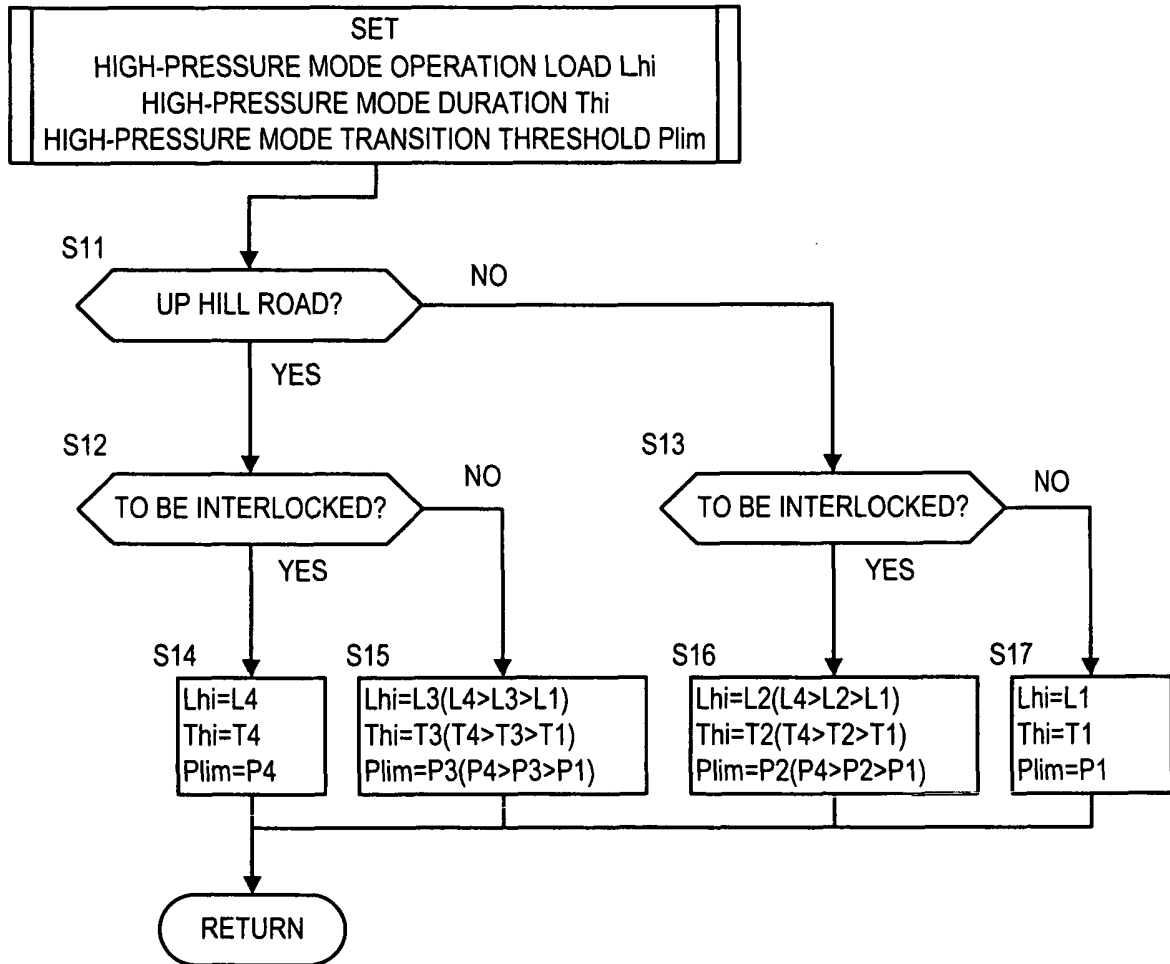 SET
HIGH-PRESSURE MODE OPERATION LOAD Lhi
HIGH-PRESSURE MODE DURATION Thi
HIGH-PRESSURE MODE TRANSITION THRESHOLD Plim
S11
UP HILL ROAD?
NO
YES
S12
TO BE INTERLOCKED?
NO
YES
S13
TO BE INTERLOCKED?
NO
YES
S14
Lhi=L4
Thi=T4
Plim=P4
S15
Lhi=L3(L4>L3>L1)
Thi=T3(T4>T3>T1)
Plim=P3(P4>P3>P1)
S16
Lhi=L2(L4>L2>L1)
Thi=T2(T4>T2>T1)
Plim=P2(P4>P2>P1)
S17
Lhi=L1
Thi=T1
Plim=P1
RETURN